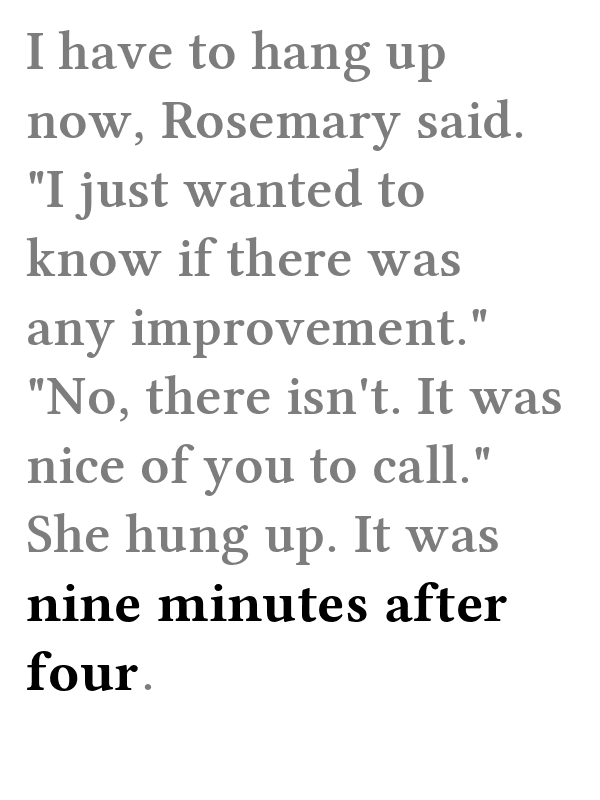 I have to hang up
now, Rosemary said.
"I just wanted to
know if there was
any improvement."
"No, there isn't. It was
nice of you to call."
She hung up. It was
nine minutes after
four.